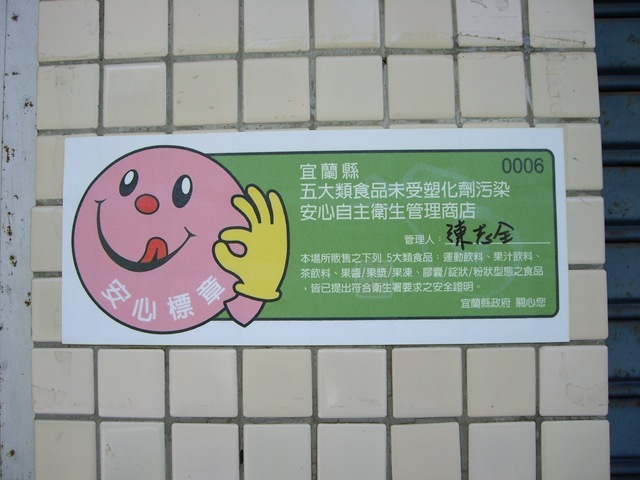 宜蘭縣
0006
五大類食品未受塑化劑污染
安心自主衛生管理商店
管理人：陳志全
本場所販售之下列 5大類食品：運動飲料、果汁飲料、
茶飲料、果醬/果漿/果凍、膠囊/錠狀/粉狀型態之食品
，皆已提出符合衛生署要求之安全證明。
宜蘭縣政府 關心您
安心標章